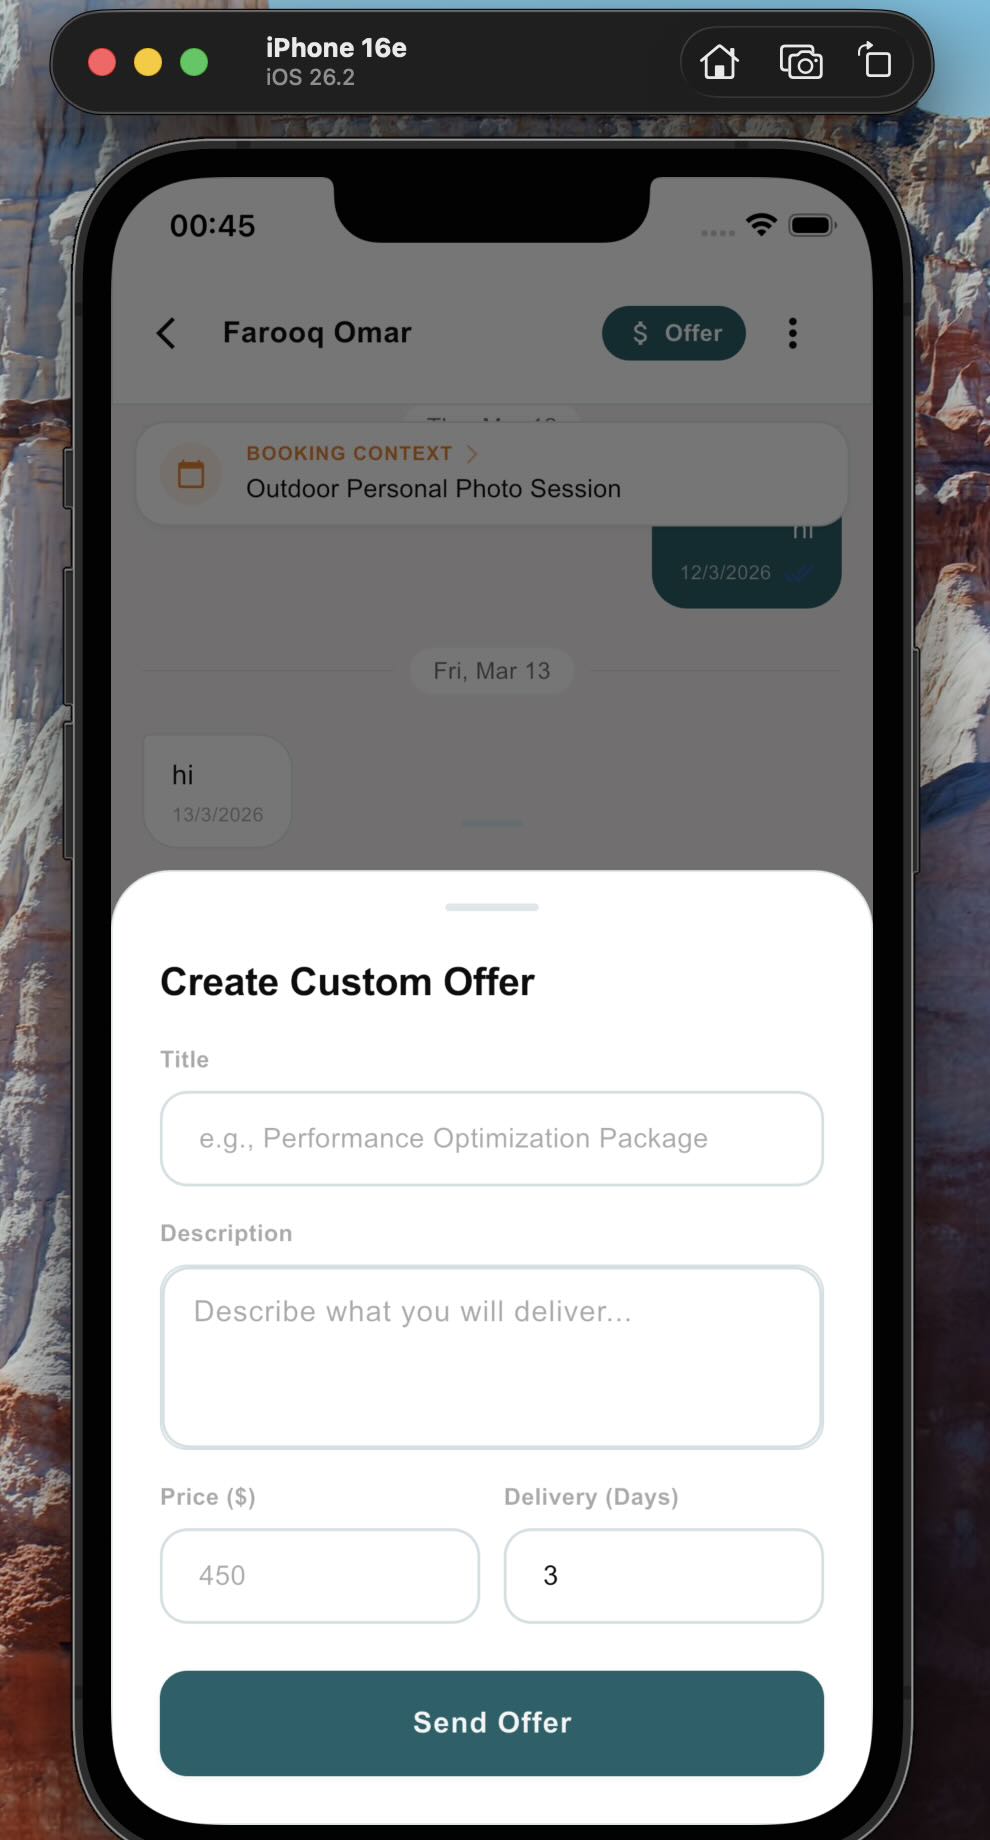 iPhone 16e
iOS 26.2
00:45
Farooq Omar
$ Offer
BOOKING CONTEXT
Outdoor Personal Photo Session
hi
12/3/2026
Fri, Mar 13
hi
13/3/2026
Create Custom Offer
Title
e.g., Performance Optimization Package
Description
Describe what you will deliver...
Price ($)
Delivery (Days)
450
3
Send Offer